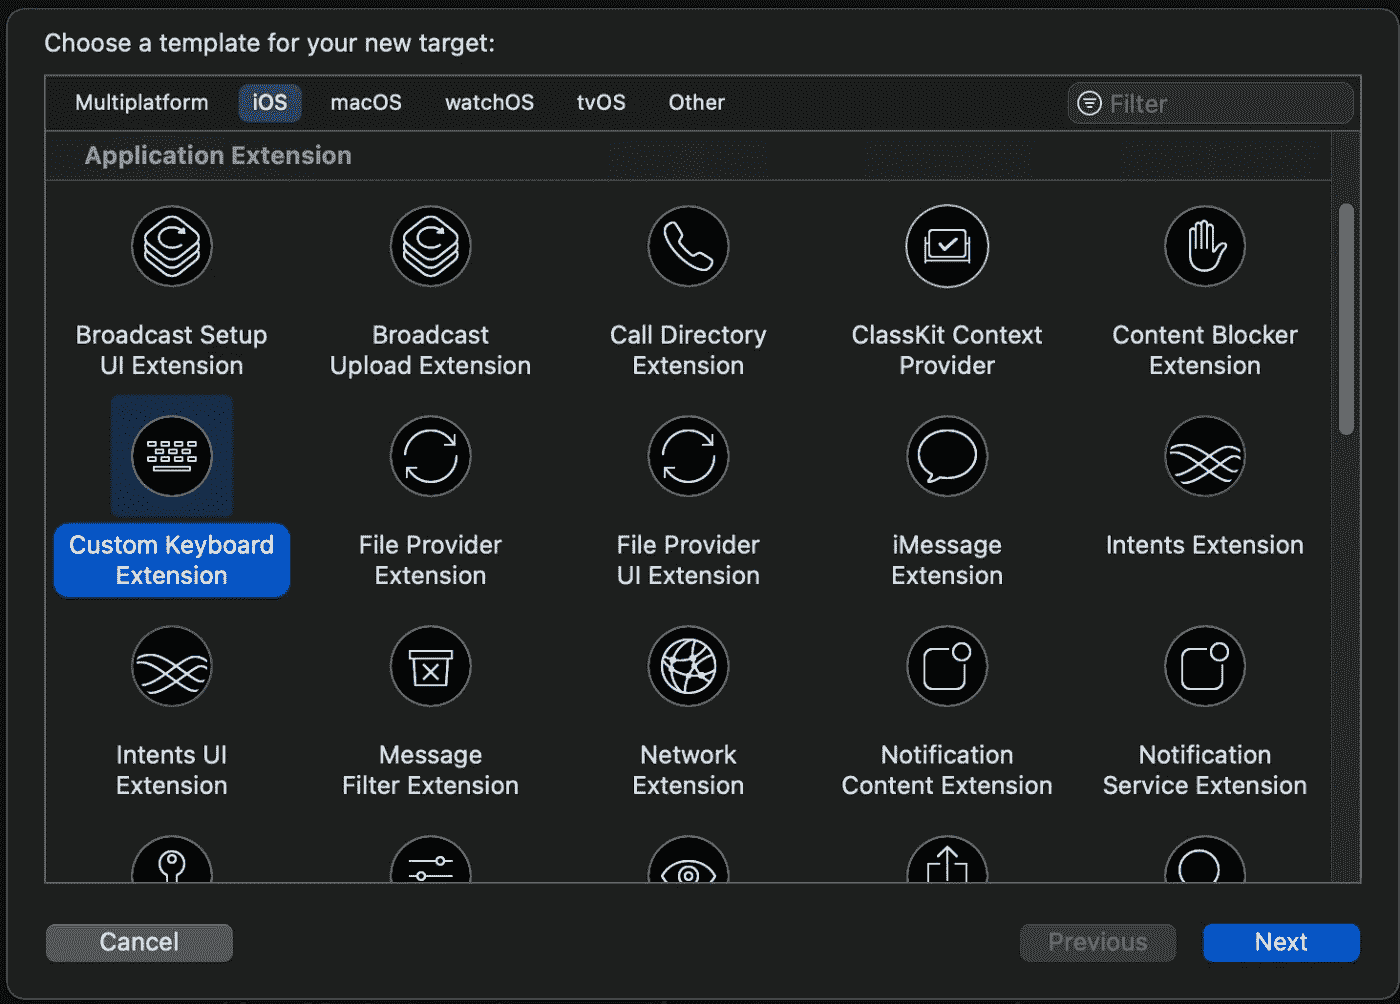 Choose a template for your new target:
Multiplatform iOS macOS watchOS tvOS Other Filter
Application Extension
Broadcast Setup UI Extension
Broadcast Upload Extension
Call Directory Extension
ClassKit Context Provider
Content Blocker Extension
Custom Keyboard Extension
File Provider Extension
File Provider UI Extension
iMessage Extension
Intents Extension
Intents UI Extension
Message Filter Extension
Network Extension
Notification Content Extension
Notification Service Extension
Cancel Previous Next